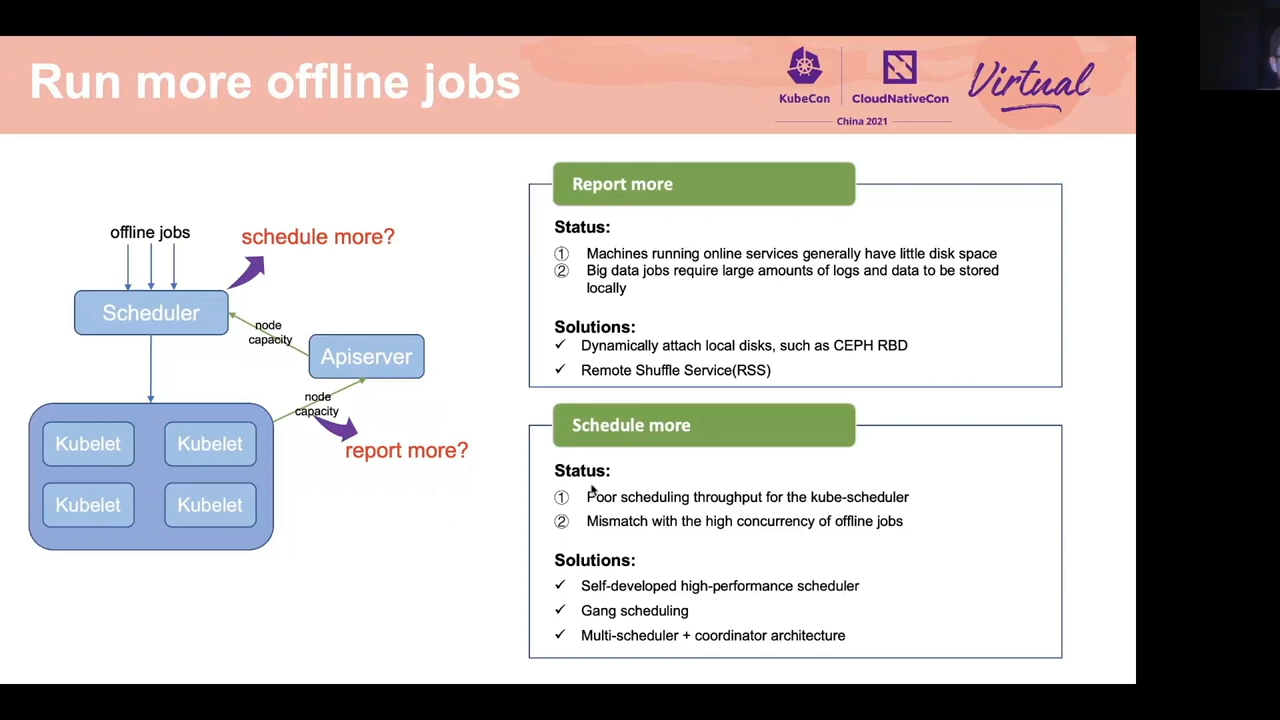 Run more offline jobs
KubeCon
CloudNativeCon
China 2021
Virtual
offline jobs
schedule more?
Scheduler
node
capacity
Apiserver
node
capacity
report more?
Kubelet
Kubelet
Kubelet
Kubelet
Report more
Status:
① Machines running online services generally have little disk space
② Big data jobs require large amounts of logs and data to be stored
locally
Solutions:
✓ Dynamically attach local disks, such as CEPH RBD
✓ Remote Shuffle Service(RSS)
Schedule more
Status:
① Poor scheduling throughput for the kube-scheduler
② Mismatch with the high concurrency of offline jobs
Solutions:
✓ Self-developed high-performance scheduler
✓ Gang scheduling
✓ Multi-scheduler + coordinator architecture